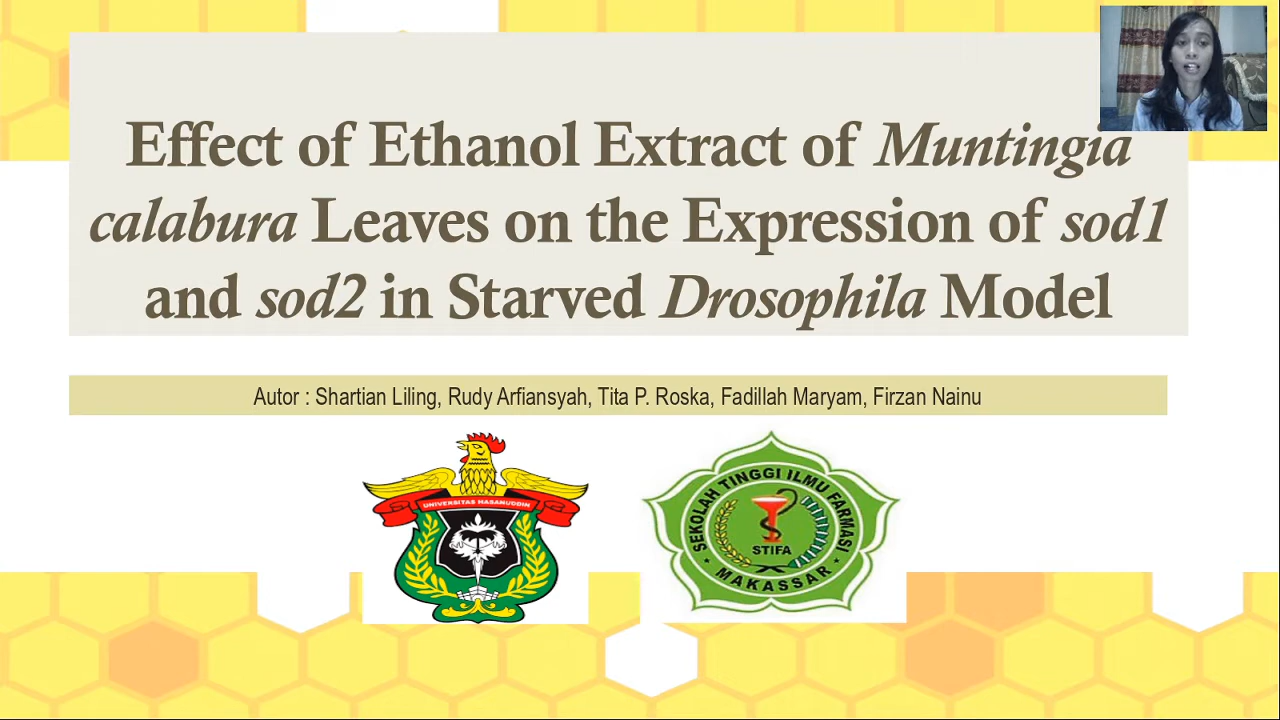 Effect of Ethanol Extract of Muntingia
calabura Leaves on the Expression of sod1
and sod2 in Starved Drosophila Model
Autor : Shartian Liling, Rudy Arfiansyah, Tita P. Roska, Fadillah Maryam, Firzan Nainu
UNIVERSITAS HASANUDDIN
SEKOLAH TINGGI ILMU FARMASI
STIFA
MAKASSAR